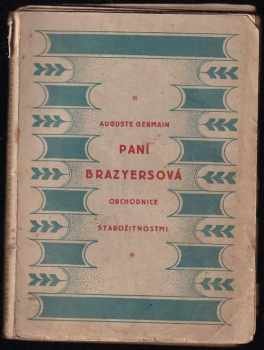 AUGUSTE GERMAIN
PANÍ
BRAZYERSOVÁ
OBCHODNICE
STAROŽITNOSTMI